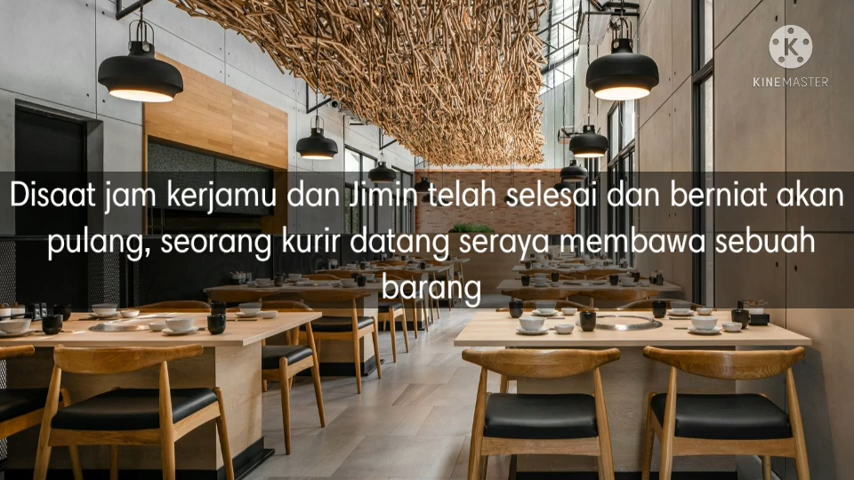 KINEMASTER
Disaat jam kerjamu dan Jimin telah selesai dan berniat akan
pulang, seorang kurir datang seraya membawa sebuah
barang